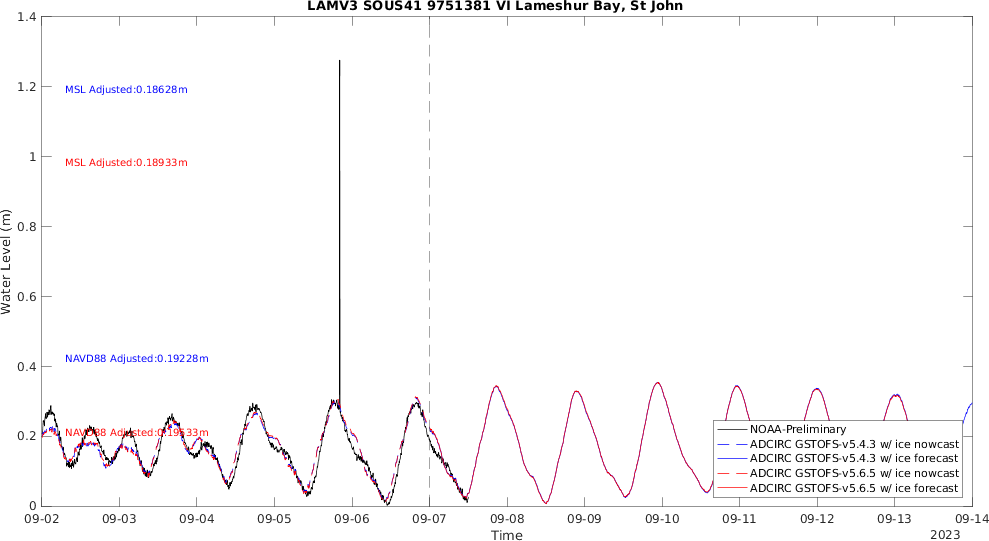 LAMV3 SOUS41 9751381 VI Lameshur Bay, St John
1.4
1.2
1
0.8
0.6
0.4
0.2
0
Water Level (m)
MSL Adjusted:0.18628m
MSL Adjusted:0.18933m
NAVD88 Adjusted:0.19228m
NAVD88 Adjusted:0.19533m
NOAA-Preliminary
ADCIRC GSTOFS-v5.4.3 w/ ice nowcast
ADCIRC GSTOFS-v5.4.3 w/ ice forecast
ADCIRC GSTOFS-v5.6.5 w/ ice nowcast
ADCIRC GSTOFS-v5.6.5 w/ ice forecast
09-02 09-03 09-04 09-05 09-06 09-07 09-08 09-09 09-10 09-11 09-12 09-13 09-14
Time
2023